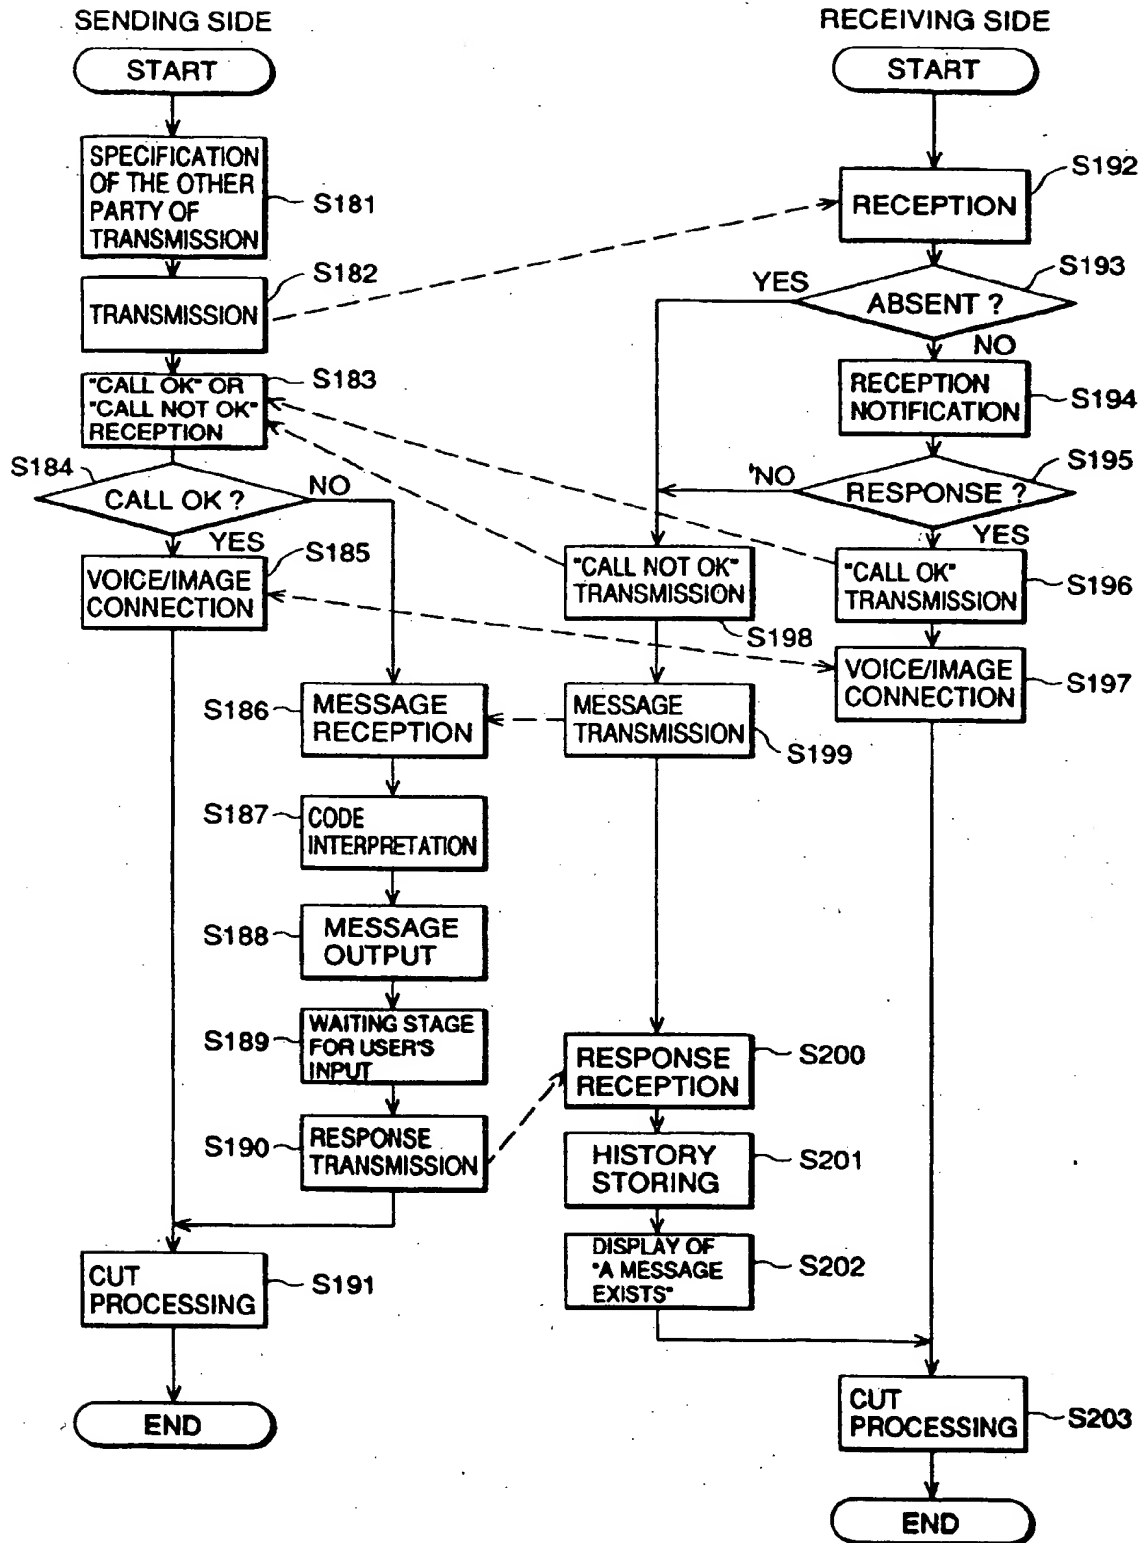 SENDING SIDE
START
SPECIFICATION
OF THE OTHER
PARTY OF
TRANSMISSION
S181
TRANSMISSION
S182
"CALL OK" OR
"CALL NOT OK"
RECEPTION
S183
S184
CALL OK ?
NO
YES
VOICE/IMAGE
CONNECTION
S185
S186
MESSAGE
RECEPTION
S187
CODE
INTERPRETATION
S188
MESSAGE
OUTPUT
S189
WAITING STAGE
FOR USER'S
INPUT
S190
RESPONSE
TRANSMISSION
CUT
PROCESSING
S191
END
RECEIVING SIDE
START
S192
RECEPTION
S193
YES
ABSENT ?
NO
RECEPTION
NOTIFICATION
S194
S195
'NO
RESPONSE ?
YES
"CALL NOT OK"
TRANSMISSION
S198
"CALL OK"
TRANSMISSION
S196
VOICE/IMAGE
CONNECTION
S197
MESSAGE
TRANSMISSION
S199
RESPONSE
RECEPTION
S200
HISTORY
STORING
S201
DISPLAY OF
"A MESSAGE
EXISTS"
S202
CUT
PROCESSING
S203
END